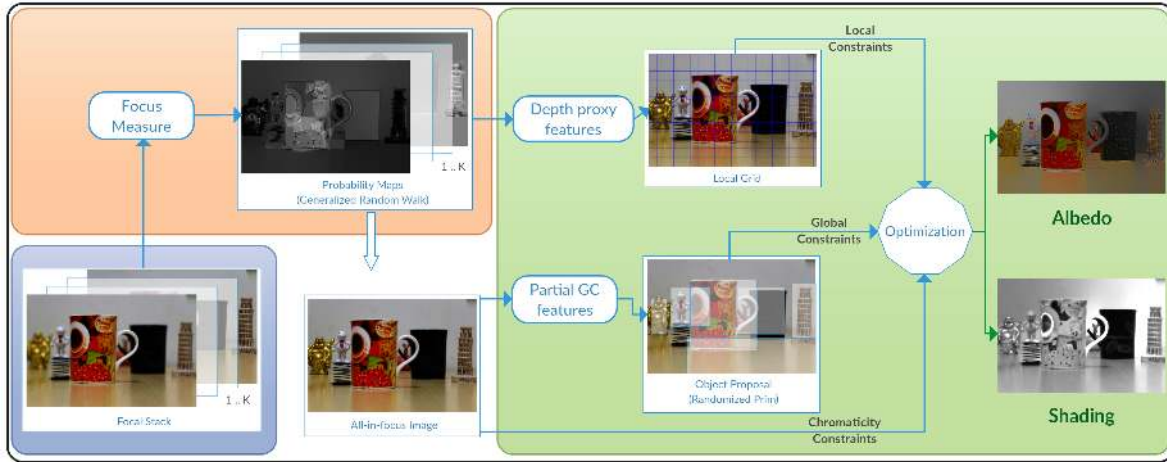 Focus
Measure
1 .. K
Probability Maps
(Generalized Random Walk)
Depth proxy
features
Local Grid
Local
Constraints
Global
Constraints
Optimization
Albedo
Focal Stack
1 .. K
All-in-focus Image
Partial GC
features
Object Proposal
(Randomized Prim)
Chromaticity
Constraints
Shading